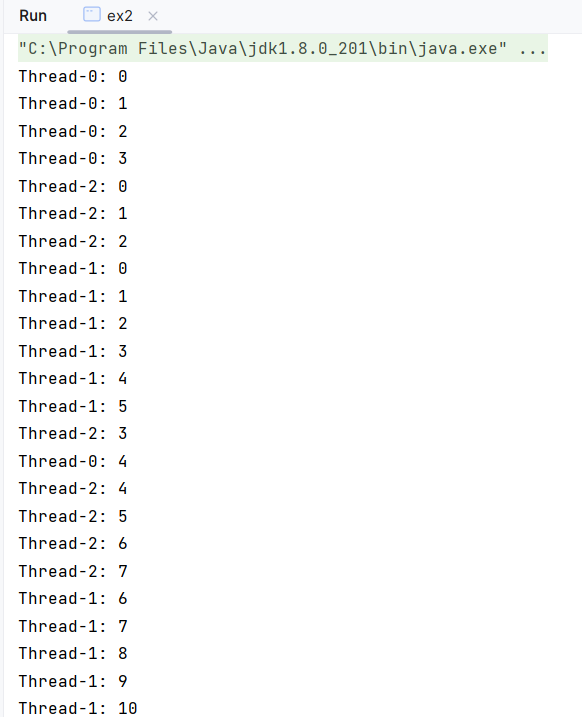 Run ex2
"C:\Program Files\Java\jdk1.8.0_201\bin\java.exe" ...
Thread-0: 0
Thread-0: 1
Thread-0: 2
Thread-0: 3
Thread-2: 0
Thread-2: 1
Thread-2: 2
Thread-1: 0
Thread-1: 1
Thread-1: 2
Thread-1: 3
Thread-1: 4
Thread-1: 5
Thread-2: 3
Thread-0: 4
Thread-2: 4
Thread-2: 5
Thread-2: 6
Thread-2: 7
Thread-1: 6
Thread-1: 7
Thread-1: 8
Thread-1: 9
Thread-1: 10